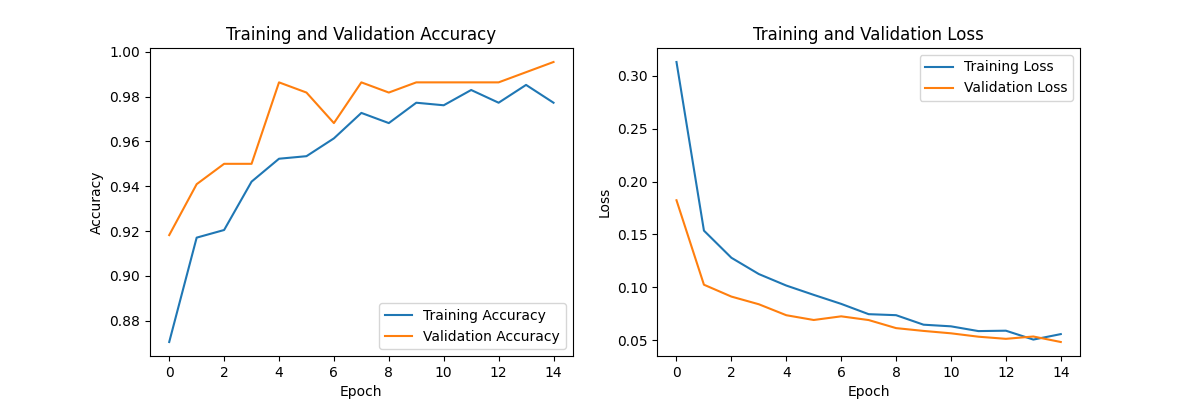 Training and Validation Accuracy
1.00
0.98
0.96
0.94
0.92
0.90
0.88
Accuracy
0 2 4 6 8 10 12 14
Epoch
Training Accuracy
Validation Accuracy
Training and Validation Loss
0.30
0.25
0.20
0.15
0.10
0.05
Loss
0 2 4 6 8 10 12 14
Epoch
Training Loss
Validation Loss